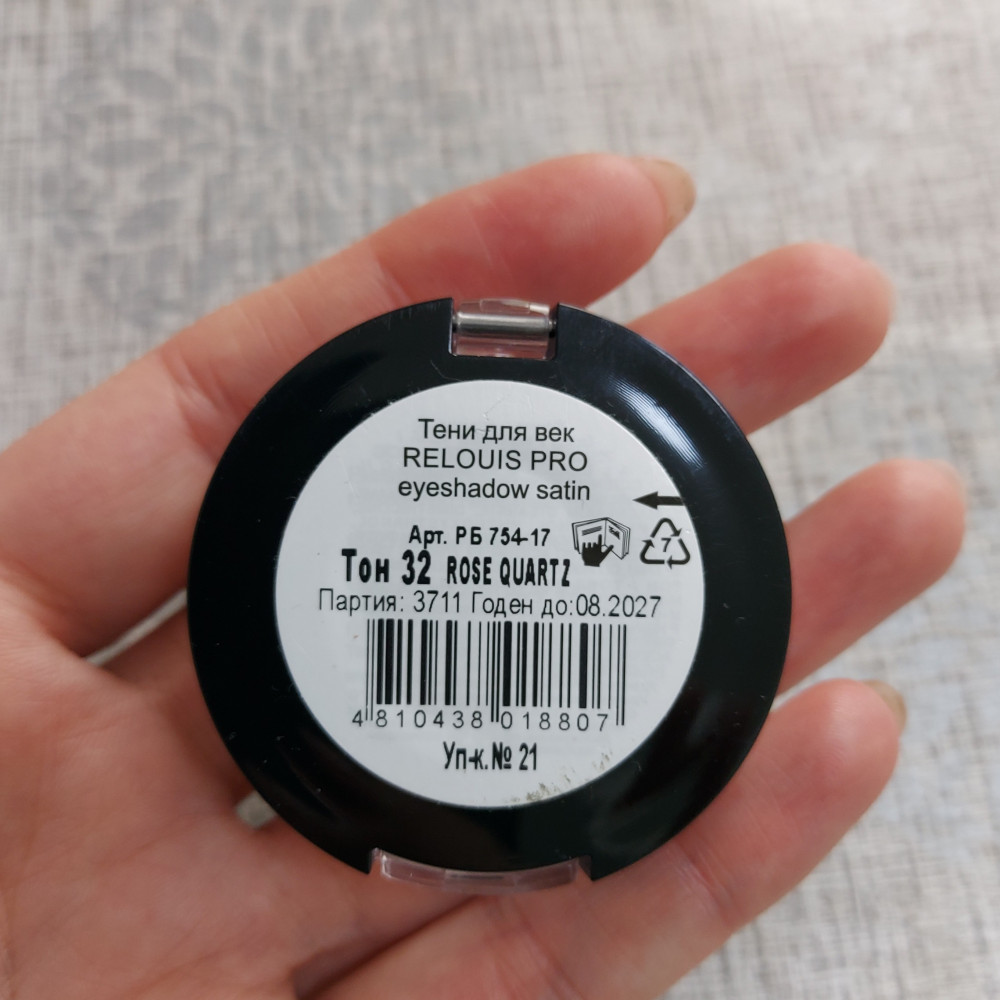 Тени для век
RELOUIS PRO
eyeshadow satin
Арт. РБ 754-17
7
Тон 32 ROSE QUARTZ
Партия: 3711 Годен до:08.2027
4 810438 018807
Уп-к.№ 21